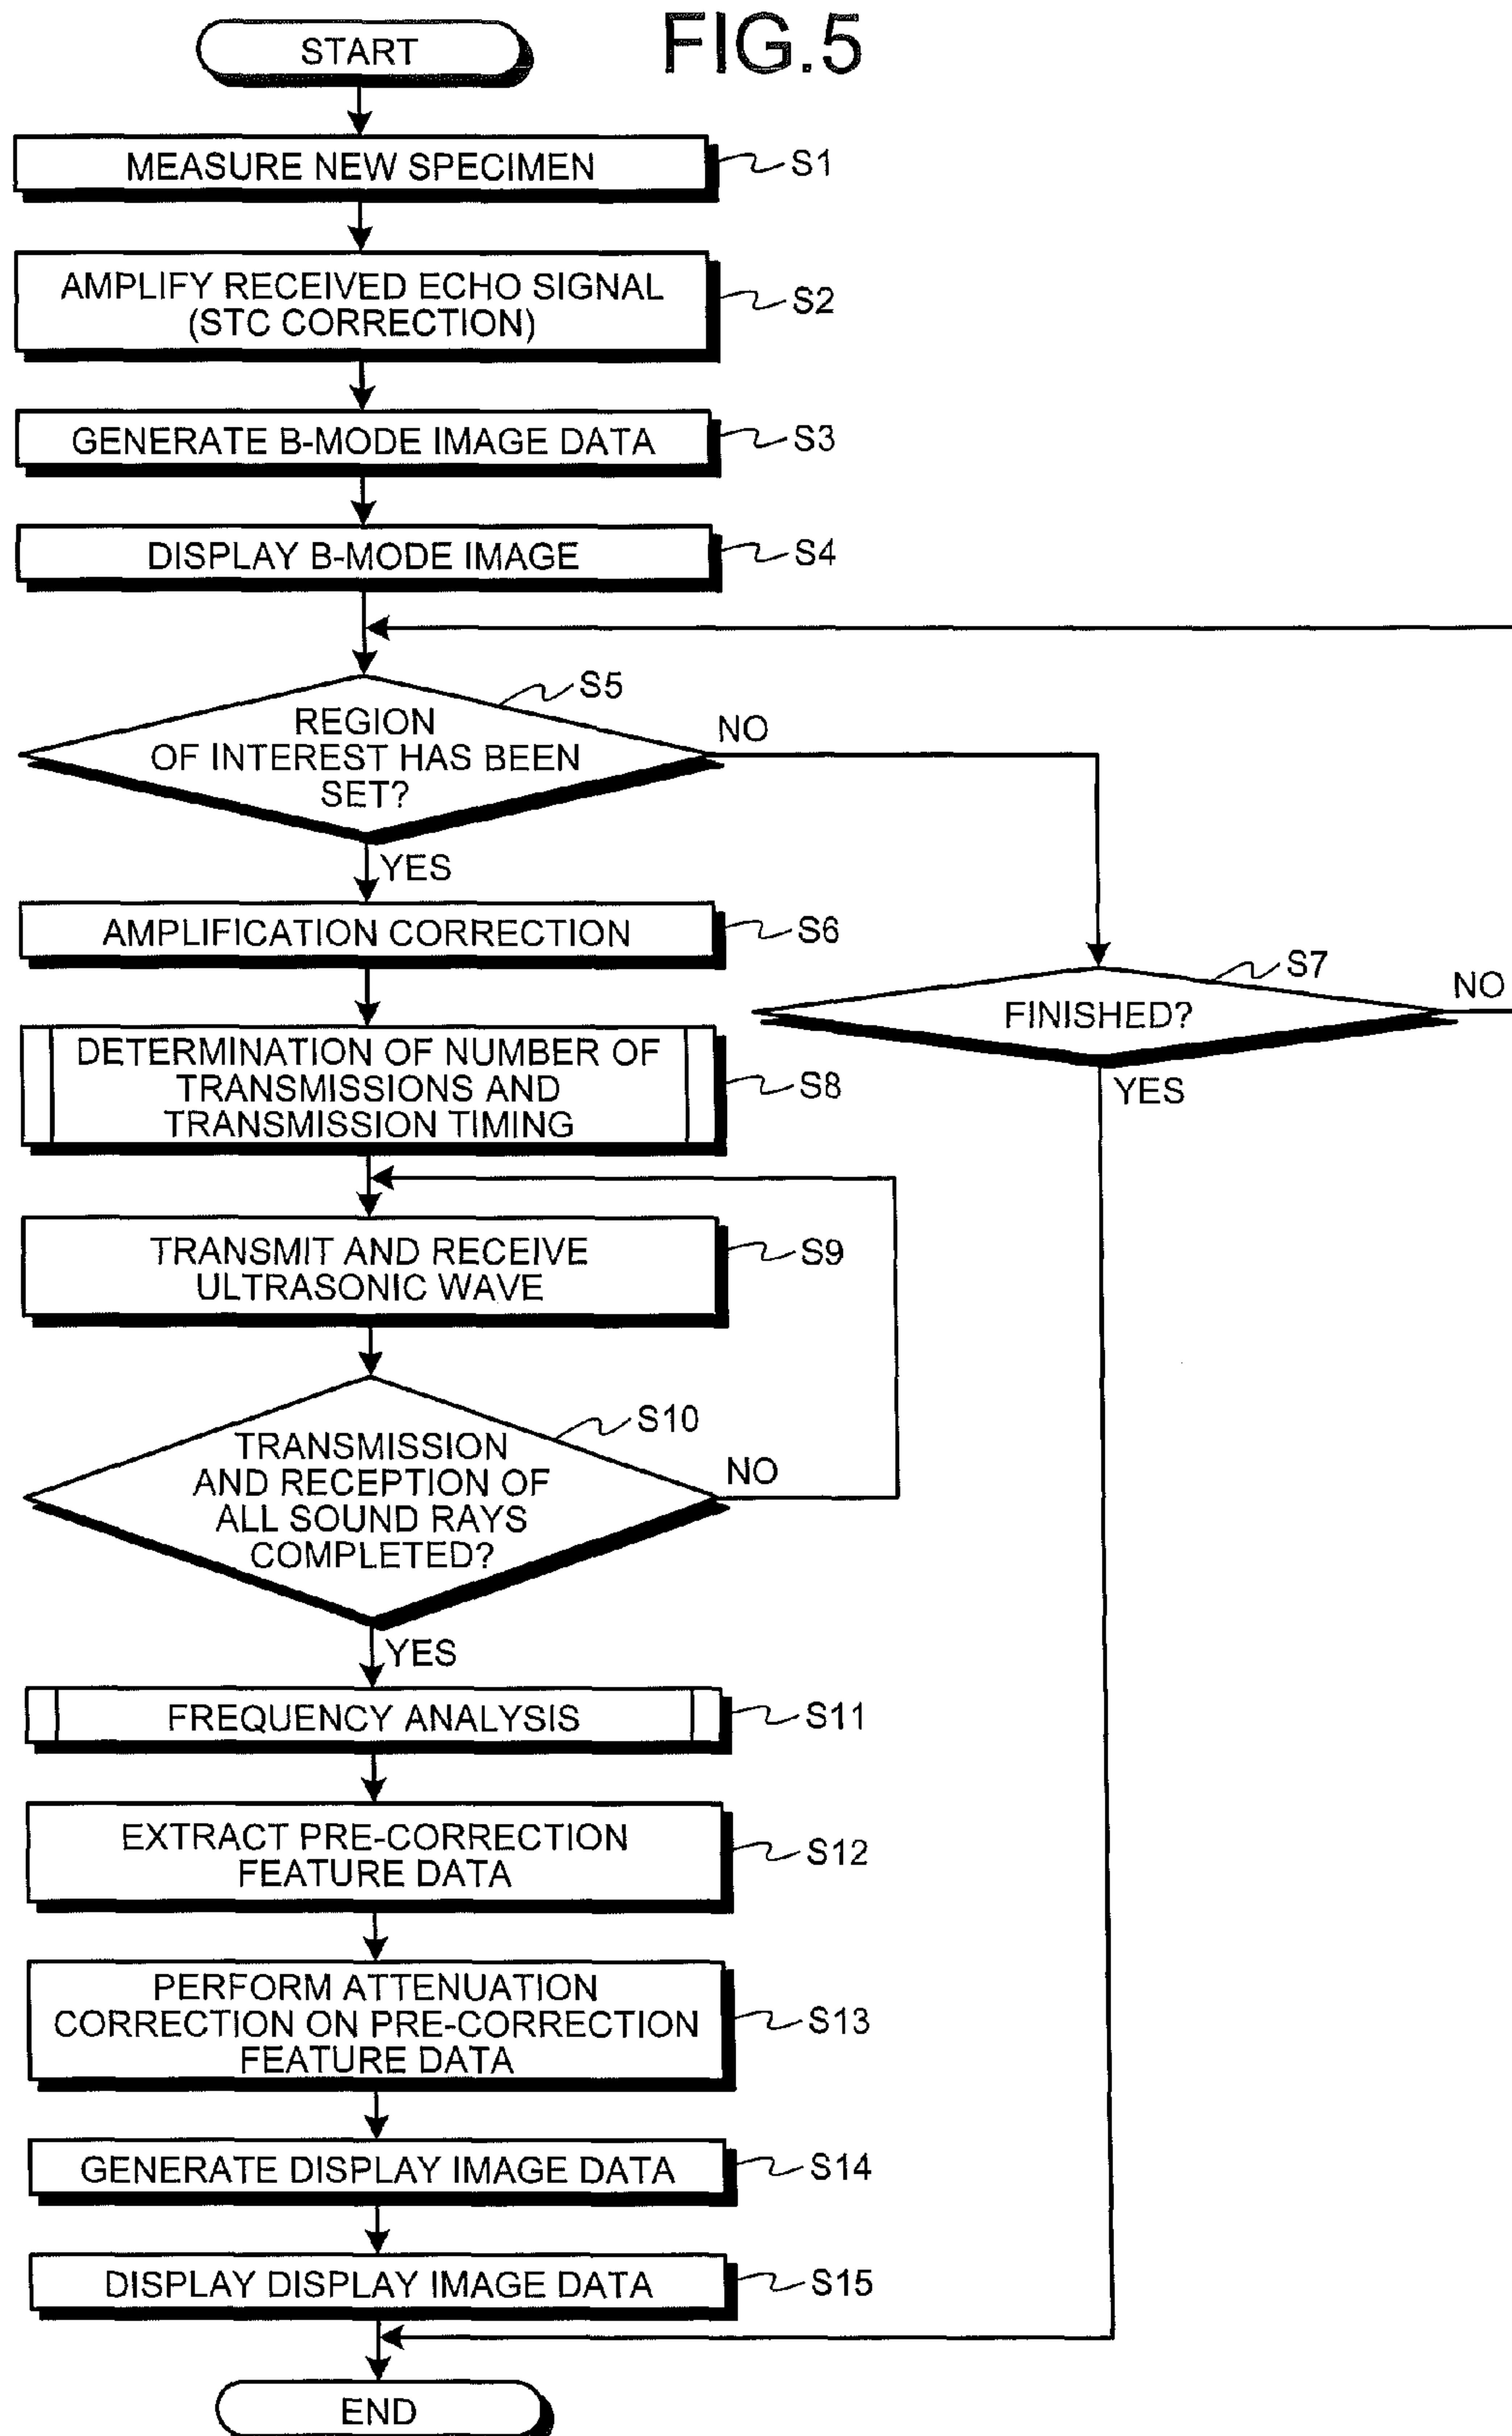 FIG.5
START
MEASURE NEW SPECIMEN
S1
AMPLIFY RECEIVED ECHO SIGNAL
(STC CORRECTION)
S2
GENERATE B-MODE IMAGE DATA
S3
DISPLAY B-MODE IMAGE
S4
S5
REGION
OF INTEREST HAS BEEN
SET?
NO
YES
AMPLIFICATION CORRECTION
S6
S7
FINISHED?
NO
YES
DETERMINATION OF NUMBER OF
TRANSMISSIONS AND
TRANSMISSION TIMING
S8
TRANSMIT AND RECEIVE
ULTRASONIC WAVE
S9
S10
TRANSMISSION
AND RECEPTION OF
ALL SOUND RAYS
COMPLETED?
NO
YES
FREQUENCY ANALYSIS
S11
EXTRACT PRE-CORRECTION
FEATURE DATA
S12
PERFORM ATTENUATION
CORRECTION ON PRE-CORRECTION
FEATURE DATA
S13
GENERATE DISPLAY IMAGE DATA
S14
DISPLAY DISPLAY IMAGE DATA
S15
END